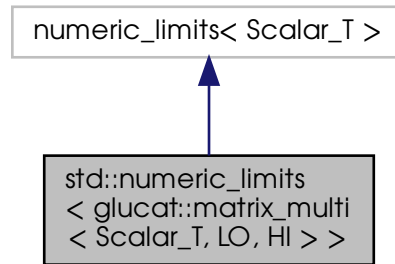 numeric_limits< Scalar_T >
std::numeric_limits
< glucat::matrix_multi
< Scalar_T, LO, HI > >